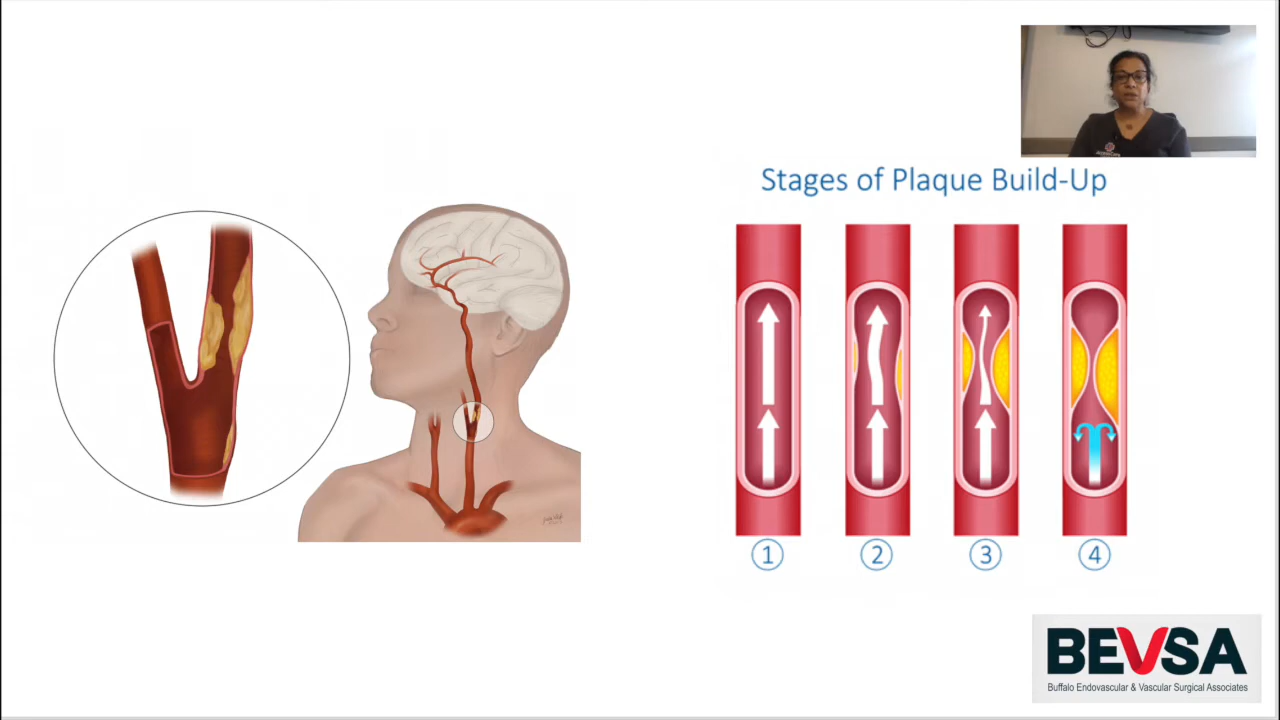 Stages of Plaque Build-Up
1
2
3
4
BEVSA
Buffalo Endovascular & Vascular Surgical Associates